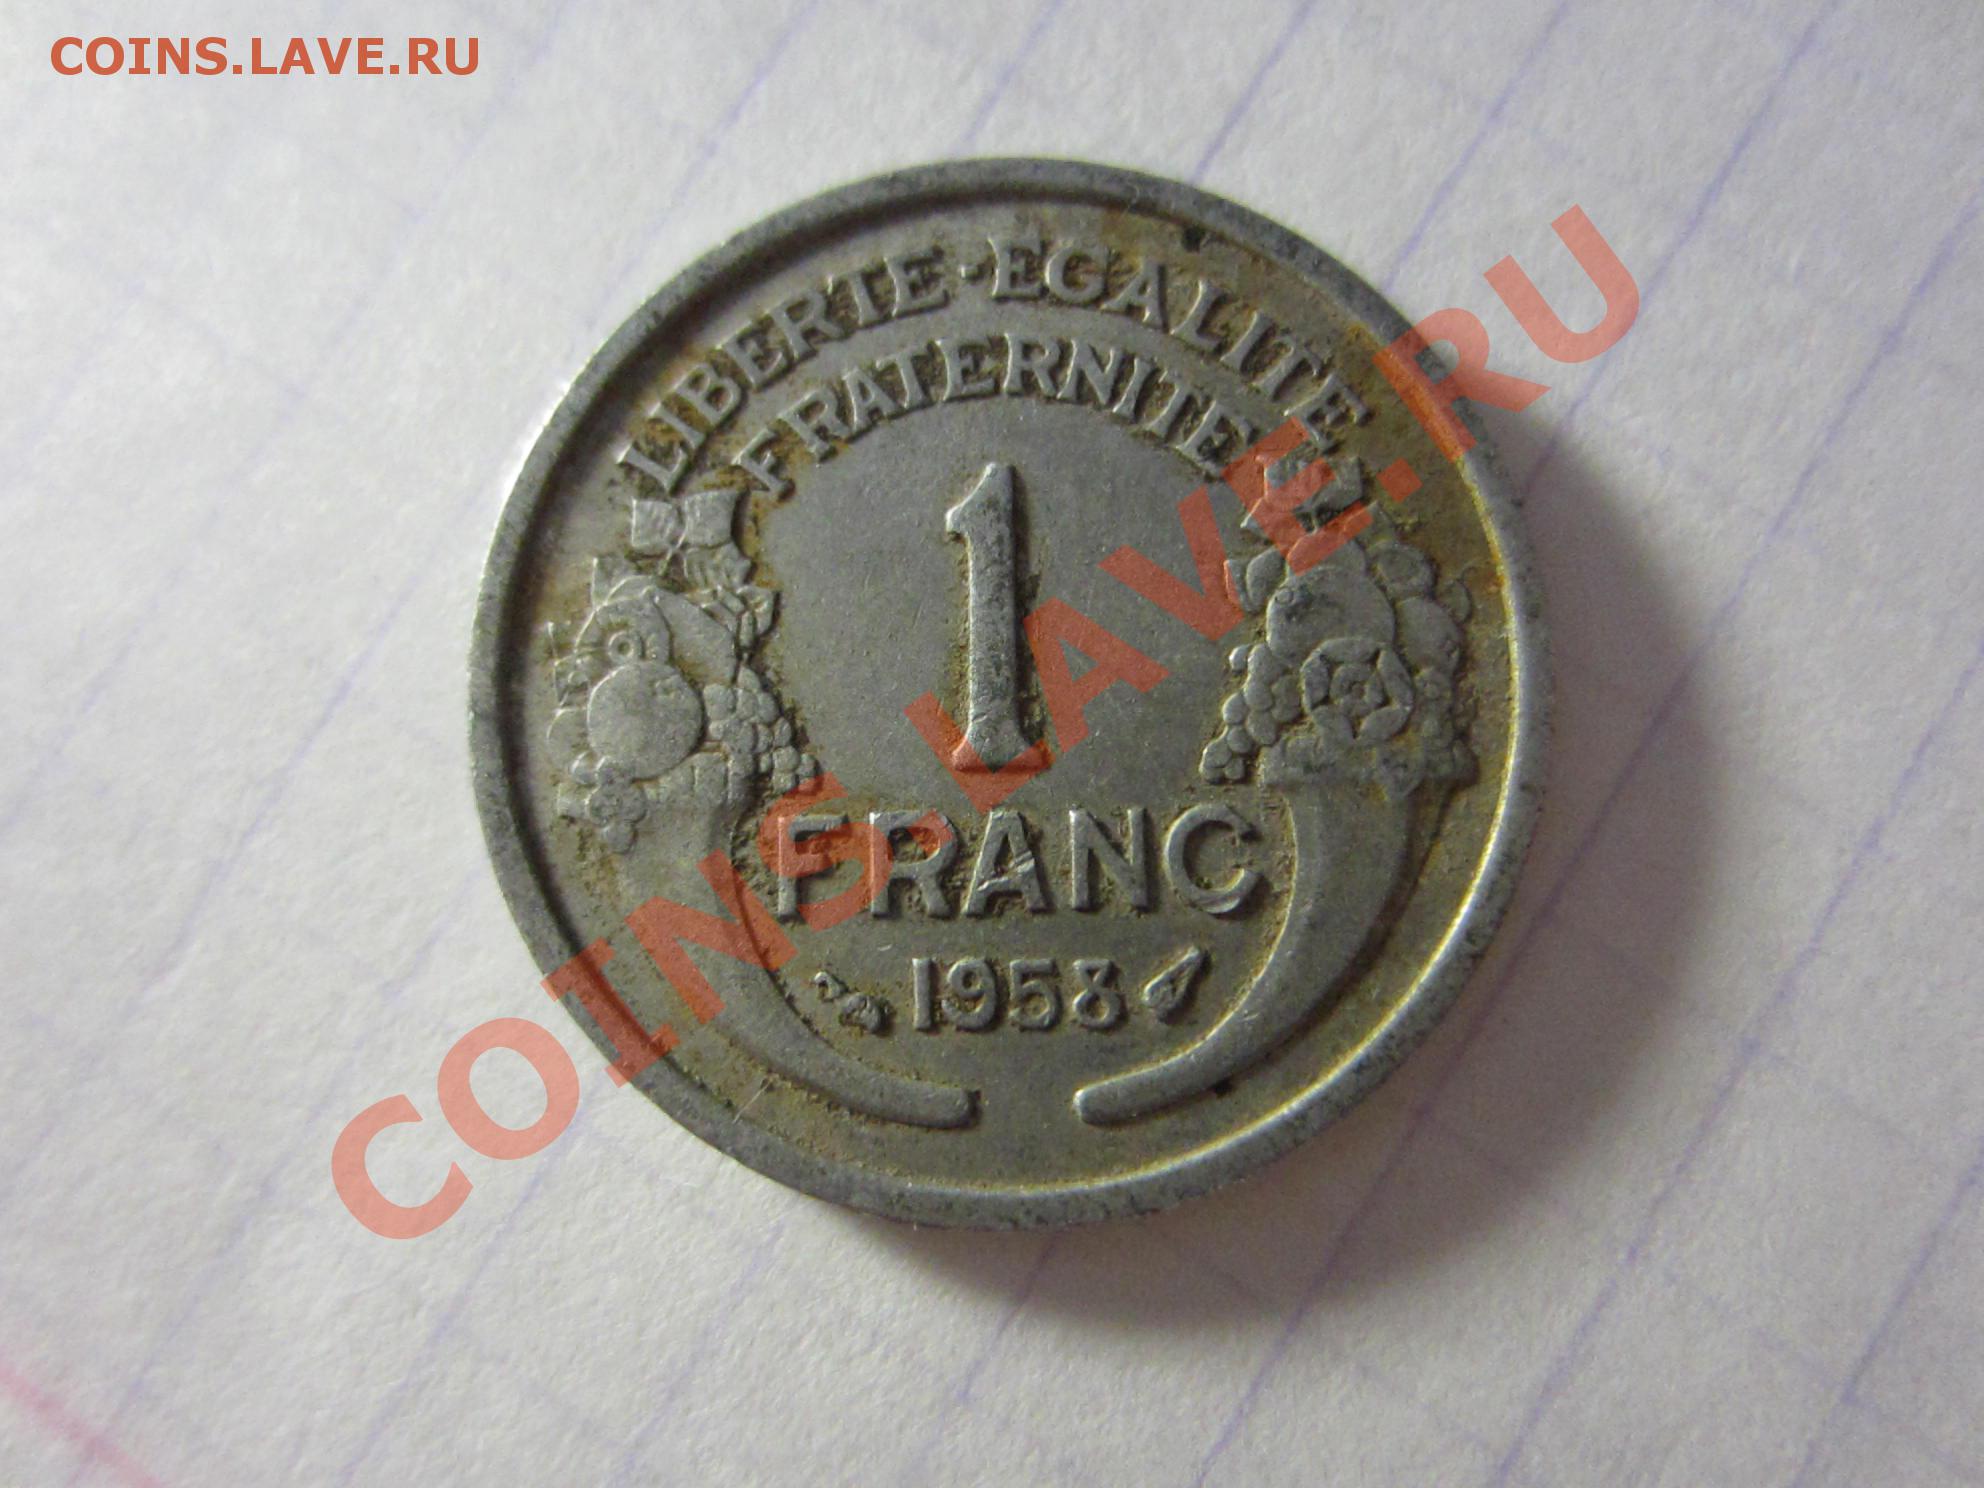 COINS.LAVE.RU
LIBERTE·EGALITE
FRATERNITE
1
FRANC
1958
COINS.LAVE.RU